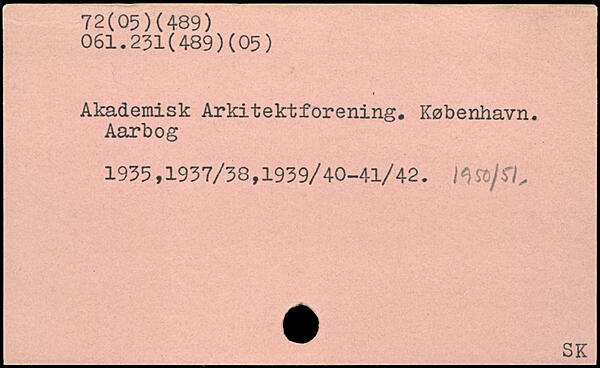 72(05)(489)
061.231(489)(05)
Akademisk Arkitektforening. København.
Aarbog
1935,1937/38,1939/40-41/42. 1950/51.
SK